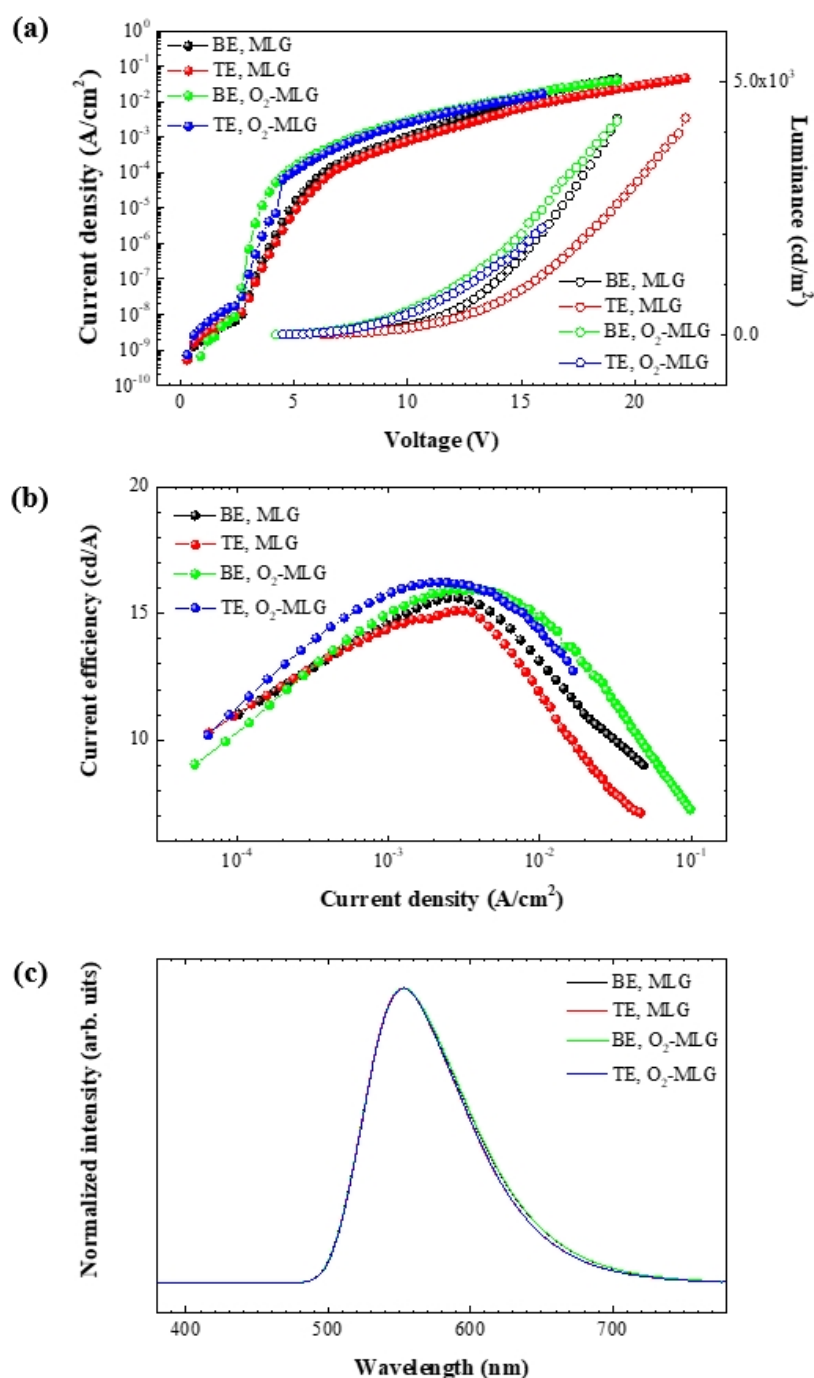 (a)
10⁰
10⁻¹
10⁻²
10⁻³
10⁻⁴
10⁻⁵
10⁻⁶
10⁻⁷
10⁻⁸
10⁻⁹
10⁻¹⁰
Current density (A/cm²)
BE, MLG
TE, MLG
BE, O₂-MLG
TE, O₂-MLG
5.0x10³
0.0
Luminance (cd/m²)
BE, MLG
TE, MLG
BE, O₂-MLG
TE, O₂-MLG
0 5 10 15 20
Voltage (V)
(b)
20
15
10
Current efficiency (cd/A)
BE, MLG
TE, MLG
BE, O₂-MLG
TE, O₂-MLG
10⁻⁴ 10⁻³ 10⁻² 10⁻¹
Current density (A/cm²)
(c)
Normalized intensity (arb. uits)
BE, MLG
TE, MLG
BE, O₂-MLG
TE, O₂-MLG
400 500 600 700
Wavelength (nm)